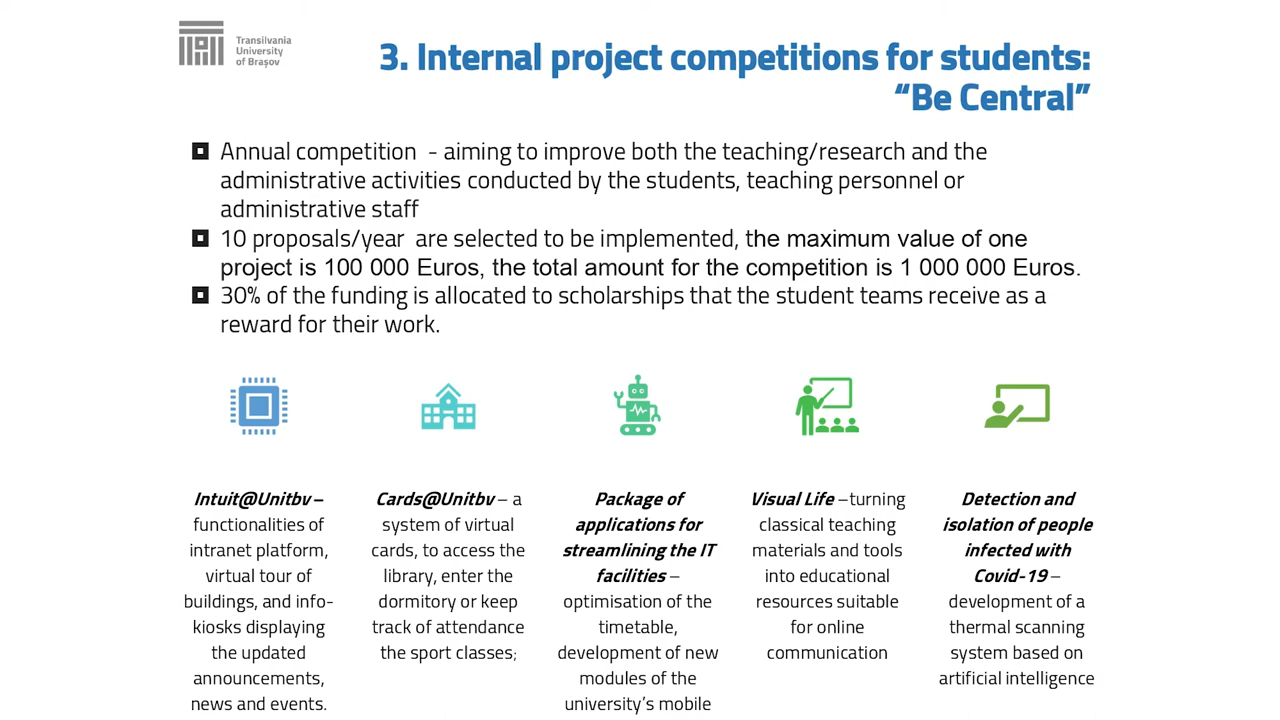 Transilvania
University
of Brașov
3. Internal project competitions for students:
“Be Central”
Annual competition - aiming to improve both the teaching/research and the
administrative activities conducted by the students, teaching personnel or
administrative staff
10 proposals/year are selected to be implemented, the maximum value of one
project is 100 000 Euros, the total amount for the competition is 1 000 000 Euros.
30% of the funding is allocated to scholarships that the student teams receive as a
reward for their work.
Intuit@Unitbv –
functionalities of
intranet platform,
virtual tour of
buildings, and info-
kiosks displaying
the updated
announcements,
news and events.
Cards@Unitbv – a
system of virtual
cards, to access the
library, enter the
dormitory or keep
track of attendance
the sport classes;
Package of
applications for
streamlining the IT
facilities –
optimisation of the
timetable,
development of new
modules of the
university’s mobile
Visual Life –turning
classical teaching
materials and tools
into educational
resources suitable
for online
communication
Detection and
isolation of people
infected with
Covid-19 –
development of a
thermal scanning
system based on
artificial intelligence